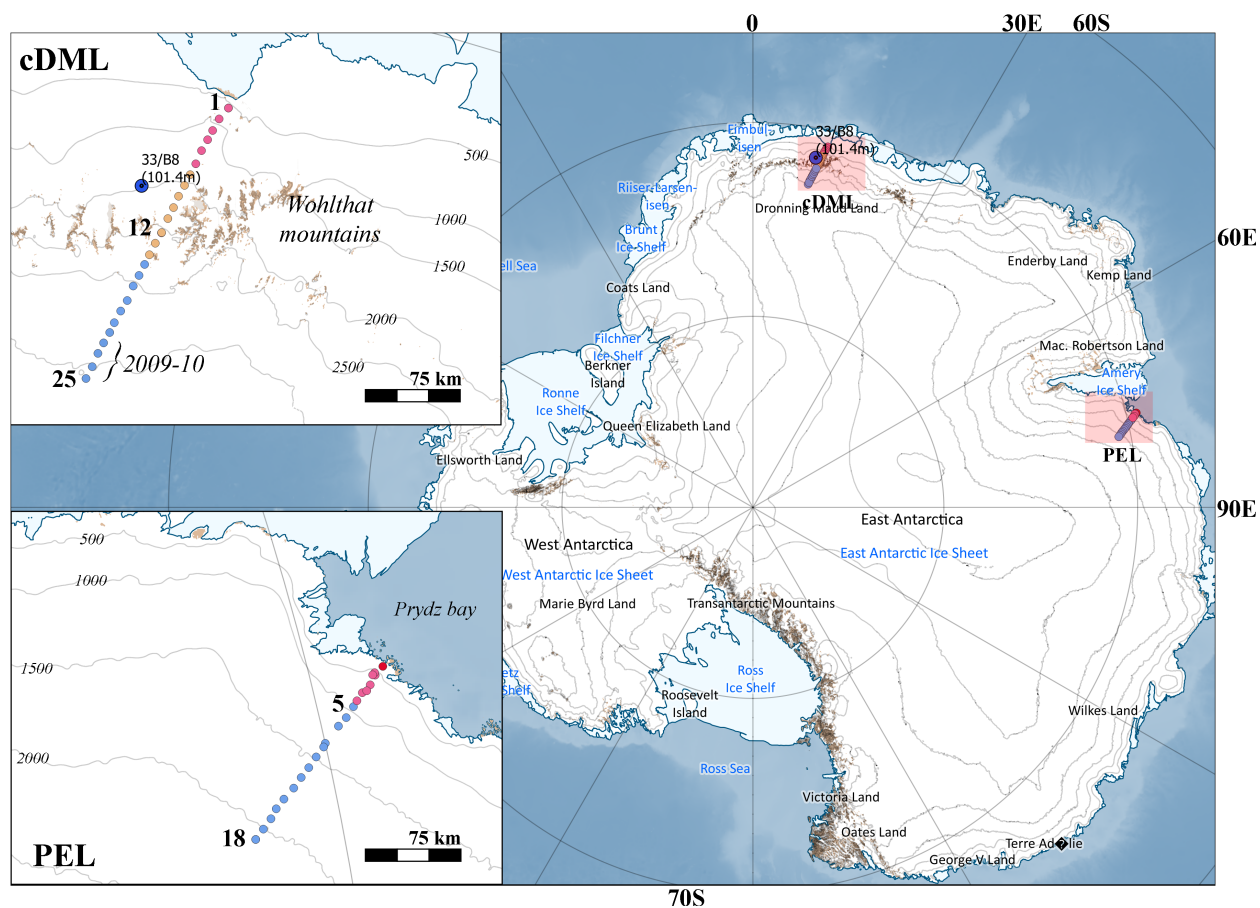 0
30E
60S
cDML
1
500
33/B8
(101.4m)
1000
Wohlthat
mountains
12
1500
2000
2009-10
2500
25
75 km
Fimbul-
isen
33/B8
(101.4m)
cDML
Dronning Maud Land
Riiser-Larsen-
isen
Brunt
Ice Shelf
ell Sea
Coats Land
Enderby Land
Kemp Land
60E
Filchner
Ice Shelf
Berkner
Island
Ronne
Ice Shelf
Mac. Robertson Land
Amery
Ice Shelf
PEL
Queen Elizabeth Land
Ellsworth Land
90E
East Antarctica
East Antarctic Ice Sheet
West Antarctica
West Antarctic Ice Sheet
Marie Byrd Land
Transantarctic Mountains
500
1000
Prydz bay
1500
5
2000
18
75 km
PEL
etz
Shelf
Ross
Ice Shelf
Roosevelt
Island
Ross Sea
Wilkes Land
Victoria Land
Oates Land
Terre Ad�lie
George V Land
70S